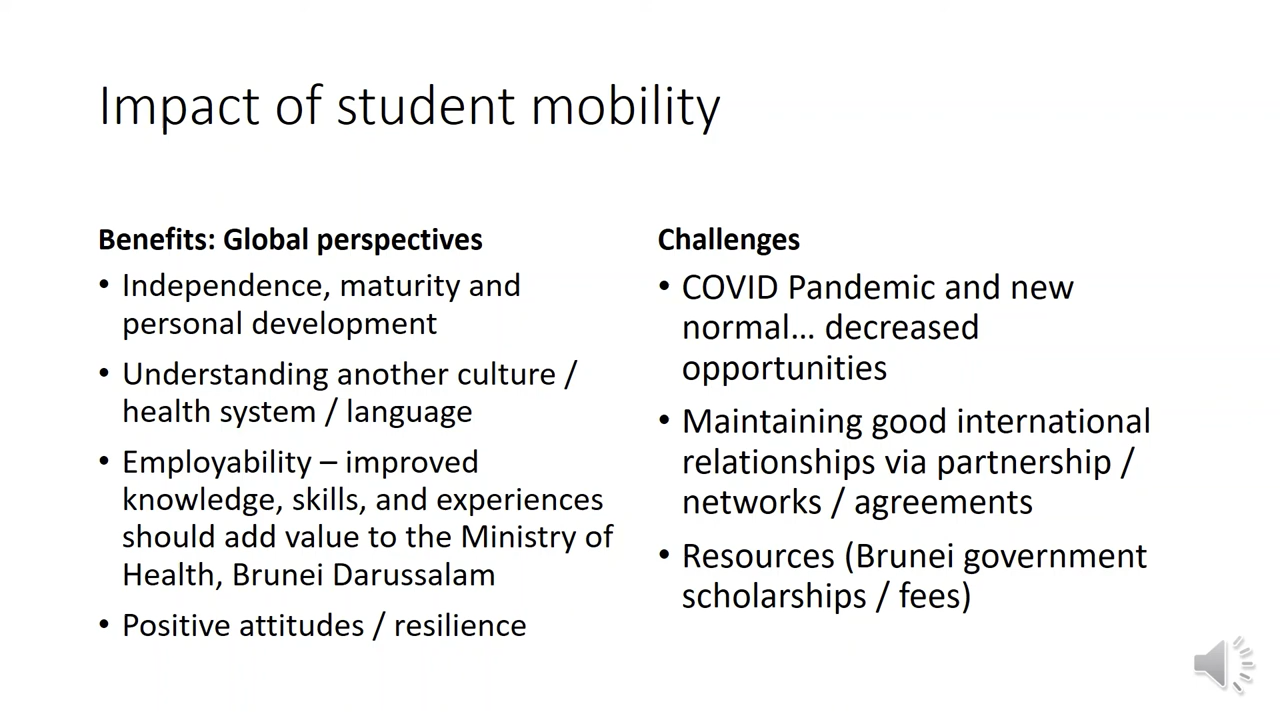 Impact of student mobility
Benefits: Global perspectives
• Independence, maturity and
personal development
• Understanding another culture /
health system / language
• Employability – improved
knowledge, skills, and experiences
should add value to the Ministry of
Health, Brunei Darussalam
• Positive attitudes / resilience
Challenges
• COVID Pandemic and new
normal… decreased
opportunities
• Maintaining good international
relationships via partnership /
networks / agreements
• Resources (Brunei government
scholarships / fees)